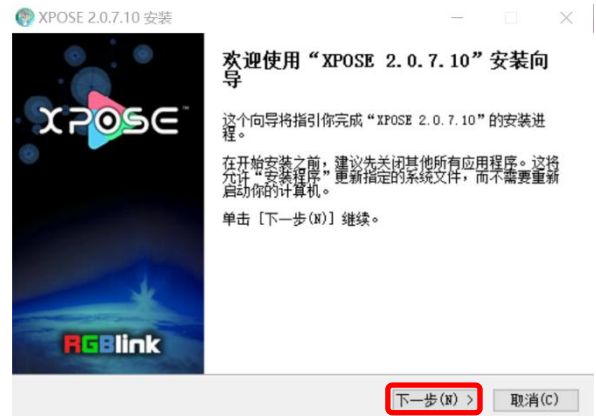 XPOSE 2.0.7.10 安装
XPOSE™
RGBlink
欢迎使用“XPOSE 2.0.7.10”安装向
导
这个向导将指引你完成“XPOSE 2.0.7.10”的安装进
程。
在开始安装之前，建议先关闭其他所有应用程序。这将
允许“安装程序”更新指定的系统文件，而不需要重新
启动你的计算机。
单击 [下一步(N)] 继续。
下一步(N) >
取消(C)